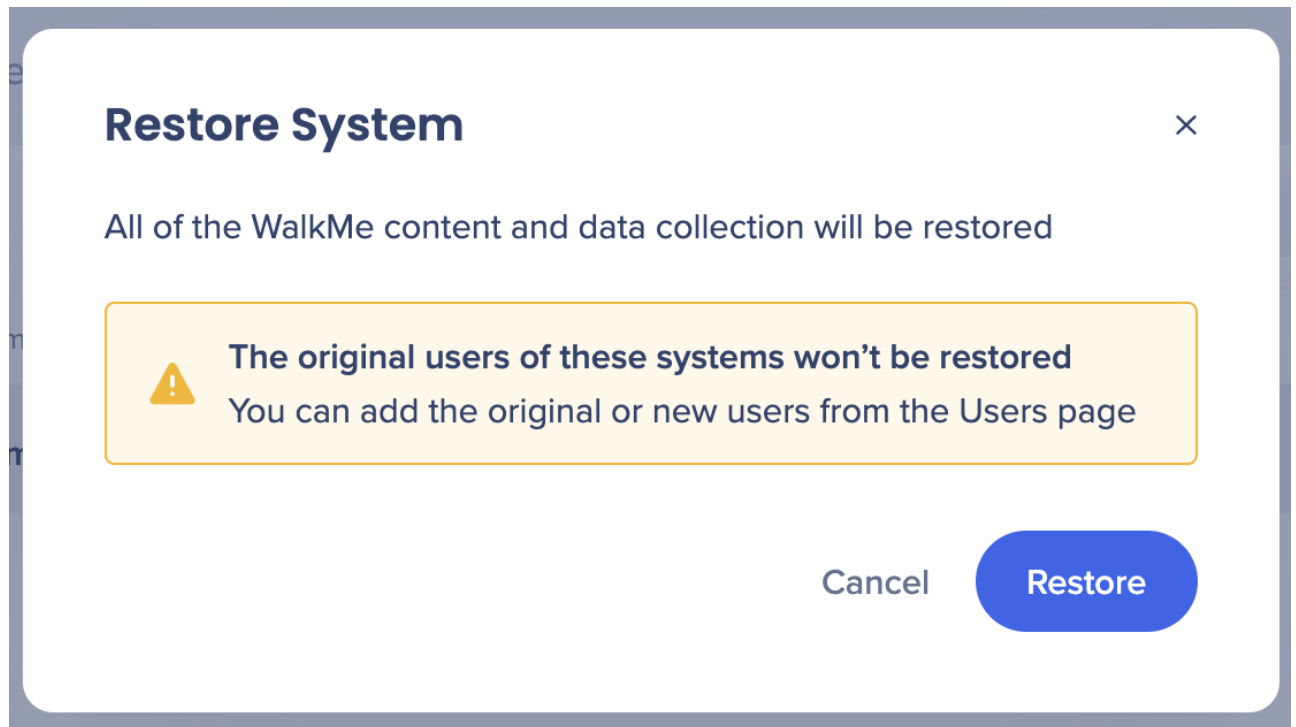 Restore System
All of the WalkMe content and data collection will be restored
The original users of these systems won’t be restored
You can add the original or new users from the Users page
Cancel
Restore